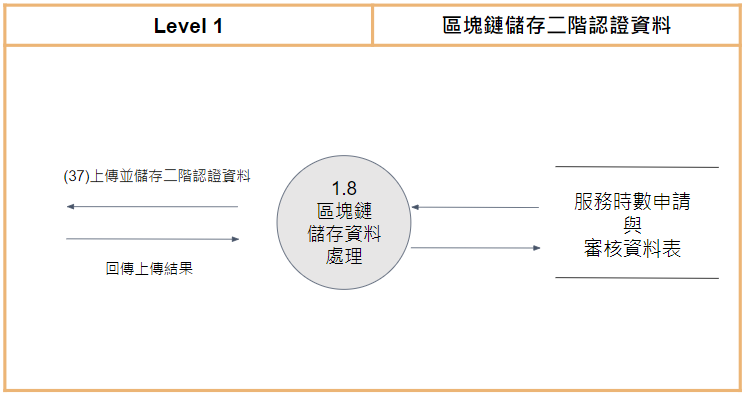 Level 1
區塊鏈儲存二階認證資料
(37)上傳並儲存二階認證資料
回傳上傳結果
1.8
區塊鏈
儲存資料
處理
服務時數申請
與
審核資料表